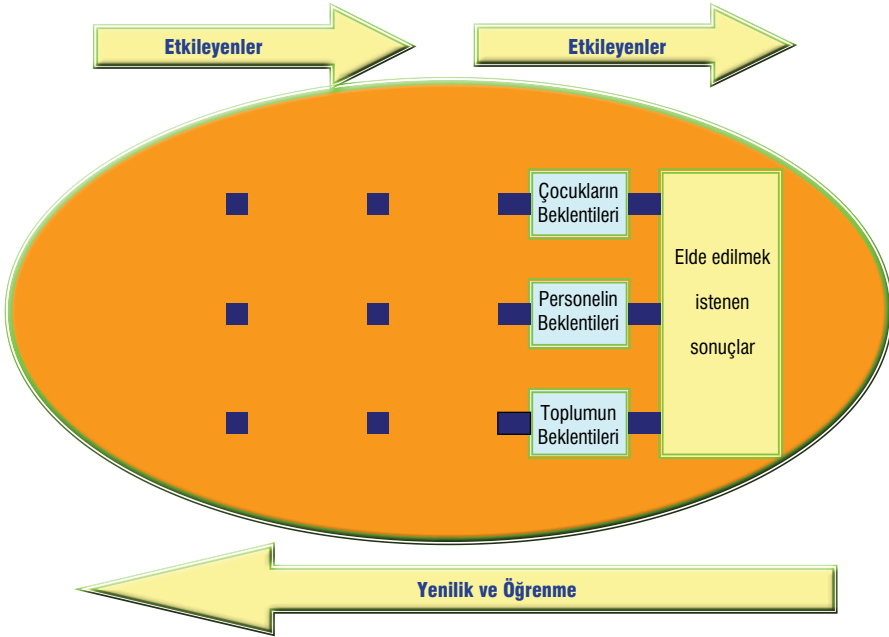 Etkileyenler
Etkileyenler
Çocukların
Beklentileri
Personelin
Beklentileri
Toplumun
Beklentileri
Elde edilmek
istenen
sonuçlar
Yenilik ve Öğrenme